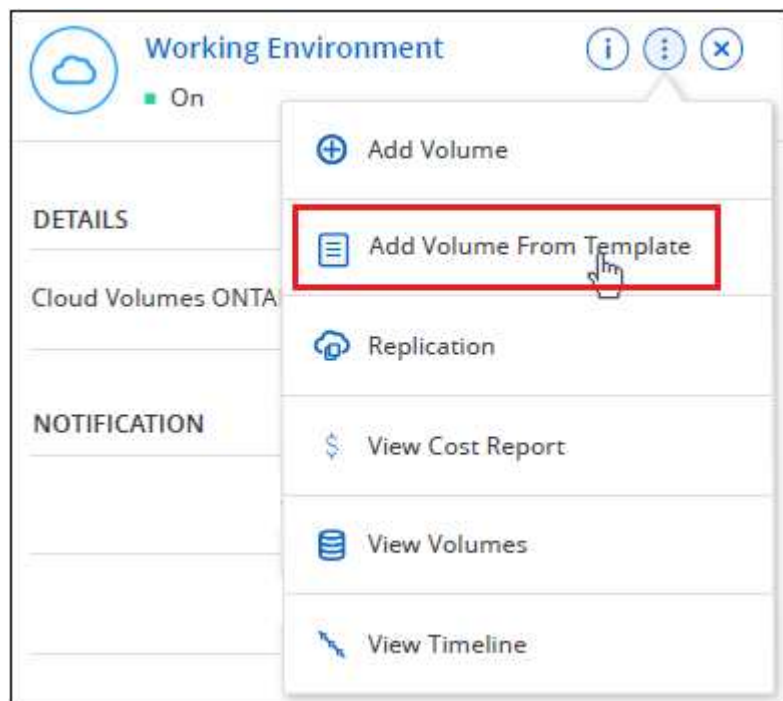 Working Environment
On
Add Volume
DETAILS
Add Volume From Template
Cloud Volumes ONTA
Replication
NOTIFICATION
View Cost Report
View Volumes
View Timeline